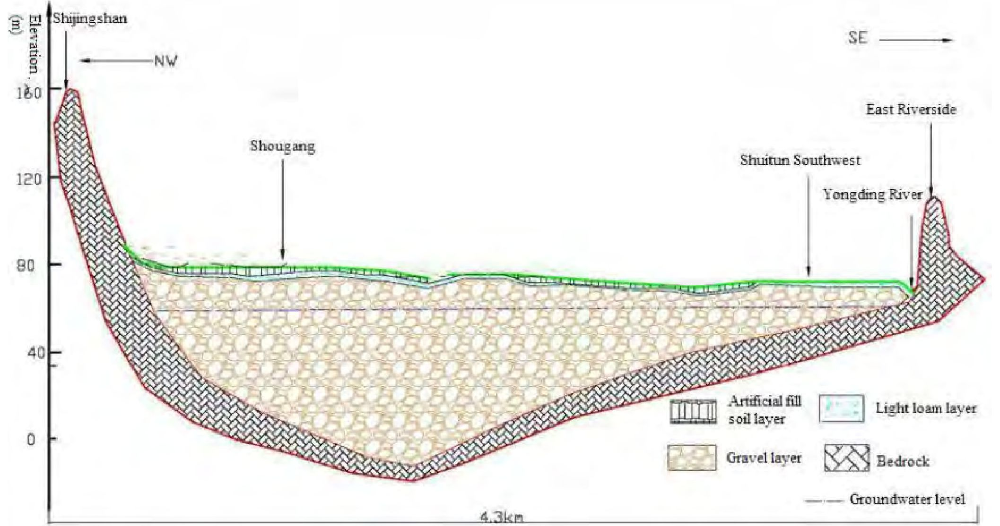 Elevation
(m)
Shijingshan
NW
SE
160
East Riverside
Shougang
Shuitun Southwest
120
Yongding River
80
40
0
Artificial fill
soil layer
Light loam layer
Gravel layer
Bedrock
Groundwater level
4.3km